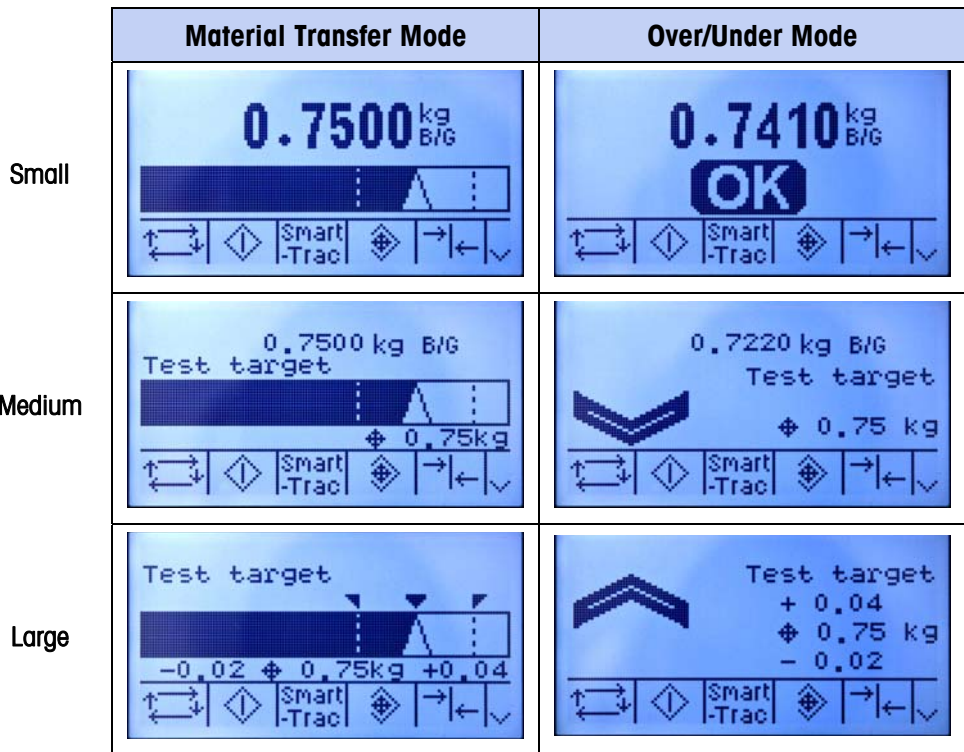 Material Transfer Mode
Over/Under Mode
Small
0.7500 kg B/G
Smart-Trac
0.7410 kg B/G
OK
Smart-Trac
Medium
0.7500 kg B/G
Test target
0.75kg
Smart-Trac
0.7220 kg B/G
Test target
0.75 kg
Smart-Trac
Large
Test target
-0.02 0.75kg +0.04
Smart-Trac
Test target
+ 0.04
0.75 kg
- 0.02
Smart-Trac